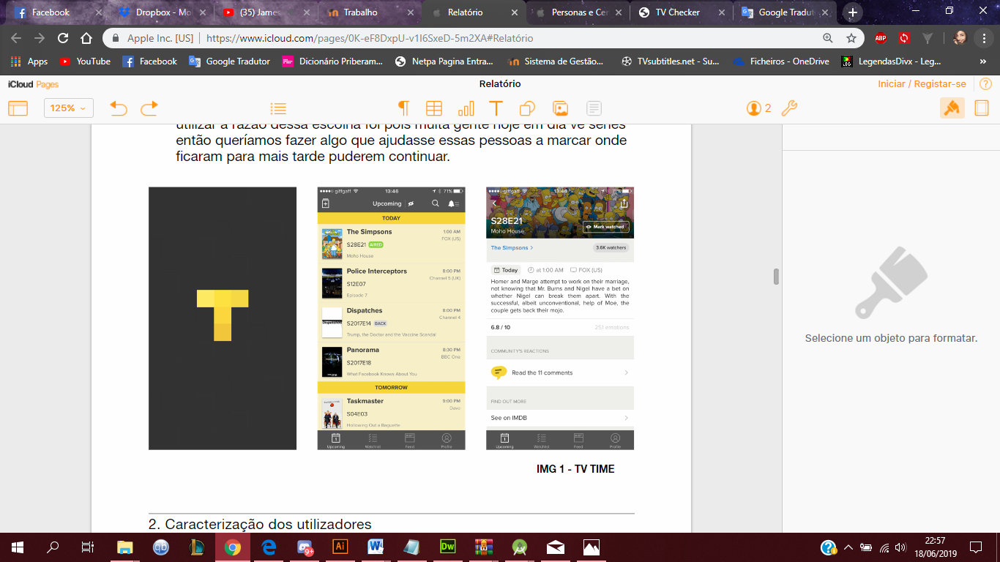 Facebook
Dropbox - Mo
(35) James
Trabalho
Relatório
Personas e Cer
TV Checker
Google Tradut
Apple Inc. [US] | https://www.icloud.com/pages/0K-eF8DxpU-v1I6SxeD-5m2XA#Relatório
Apps
YouTube
Facebook
Google Tradutor
Dicionário Priberam...
Netpa Pagina Entra...
Sistema de Gestão...
TVsubtitles.net - Su...
Ficheiros - OneDrive
LegendasDivx - Leg...
iCloud Pages
Relatório
Iniciar / Registar-se
125%
2
utilizar a razão dessa escolha foi pois muita gente hoje em dia vê séries
então queríamos fazer algo que ajudasse essas pessoas a marcar onde
ficaram para mais tarde puderem continuar.
giffgaff 13:46 71%
Upcoming
TODAY
The Simpsons 1:00 AM
FOX (US)
S28E21 AIRED
Moho House
Police Interceptors 8:00 PM
Channel 5 (UK)
S12E07
Episode 7
Dispatches 8:00 PM
Channel 4
S2017E14 BACK
Trump, the Doctor and the Vaccine Scandal
Panorama 8:30 PM
BBC One
S2017E18
What Facebook Knows About You
TOMORROW
Taskmaster 9:00 PM
Dave
S04E03
Hollowing Out a Baguette
Upcoming Watchlist Feed Profile
giffgaff 13:46 71%
S28E21
Moho House
Mark watched
The Simpsons
3.6K watchers
Today at 1:00 AM FOX (US)
Homer and Marge attempt to work on their marriage,
not knowing that Mr. Burns and Nigel have a bet on
whether Nigel can break them apart. With the
successful, albeit unconventional, help of Moe, the
couple gets back their mojo.
6.8 / 10 251 emotions
COMMUNITY'S REACTIONS
Read the 11 comments
FIND OUT MORE
See on IMDB
Upcoming Watchlist Feed Profile
IMG 1 - TV TIME
2. Caracterização dos utilizadores
Selecione um objeto para formatar.
22:57
18/06/2019